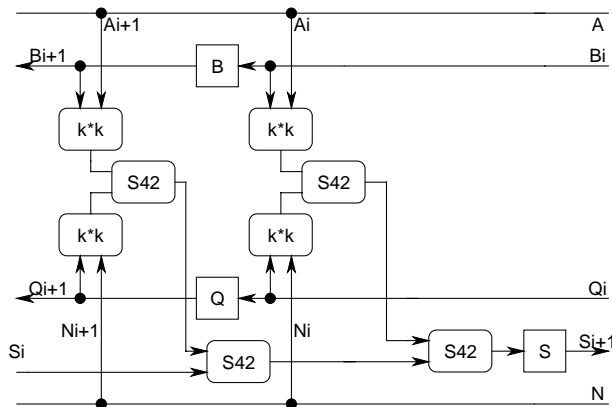 Ai+1 Ai A
Bi+1 B Bi
k*k k*k
S42 S42
k*k k*k
Qi+1 Q Qi
Ni+1 Ni Si+1
Si S42 S42 S
N